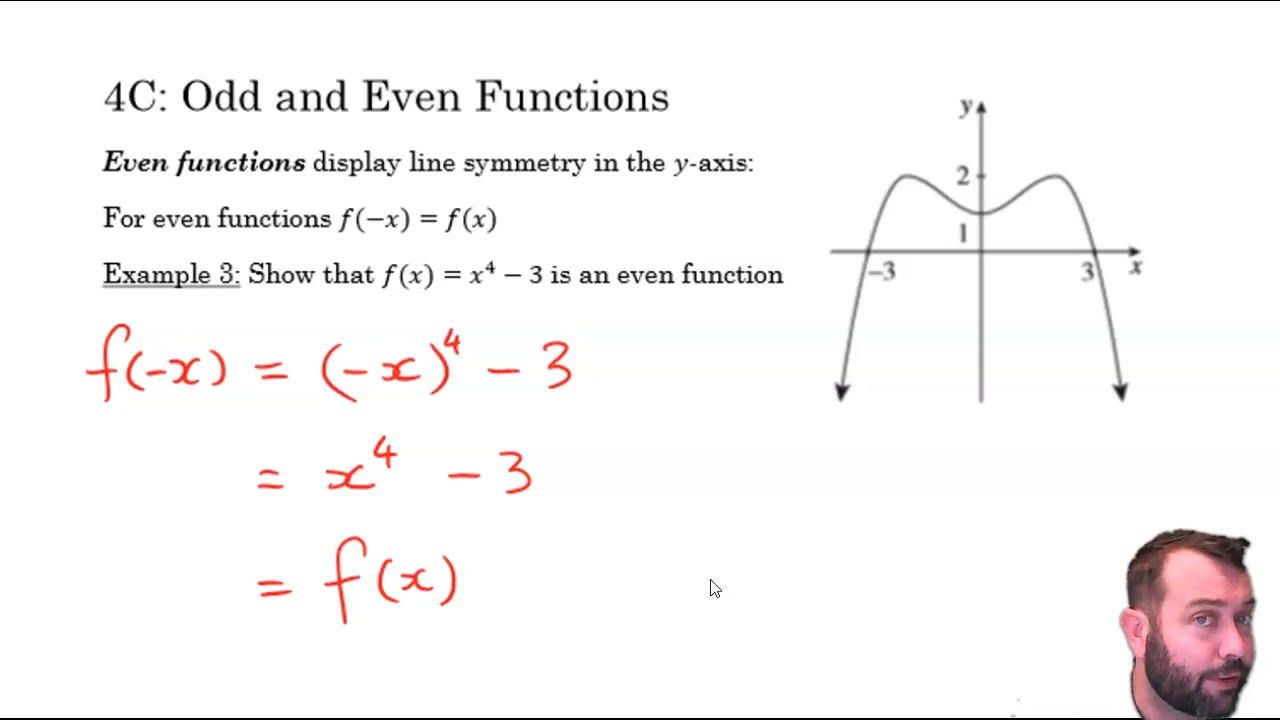 4C: Odd and Even Functions
Even functions display line symmetry in the y-axis:
For even functions f(−x) = f(x)
Example 3: Show that f(x) = x⁴ − 3 is an even function
f(-x) = (-x)⁴ - 3
= x⁴ - 3
= f(x)
y
2
1
-3
3
x